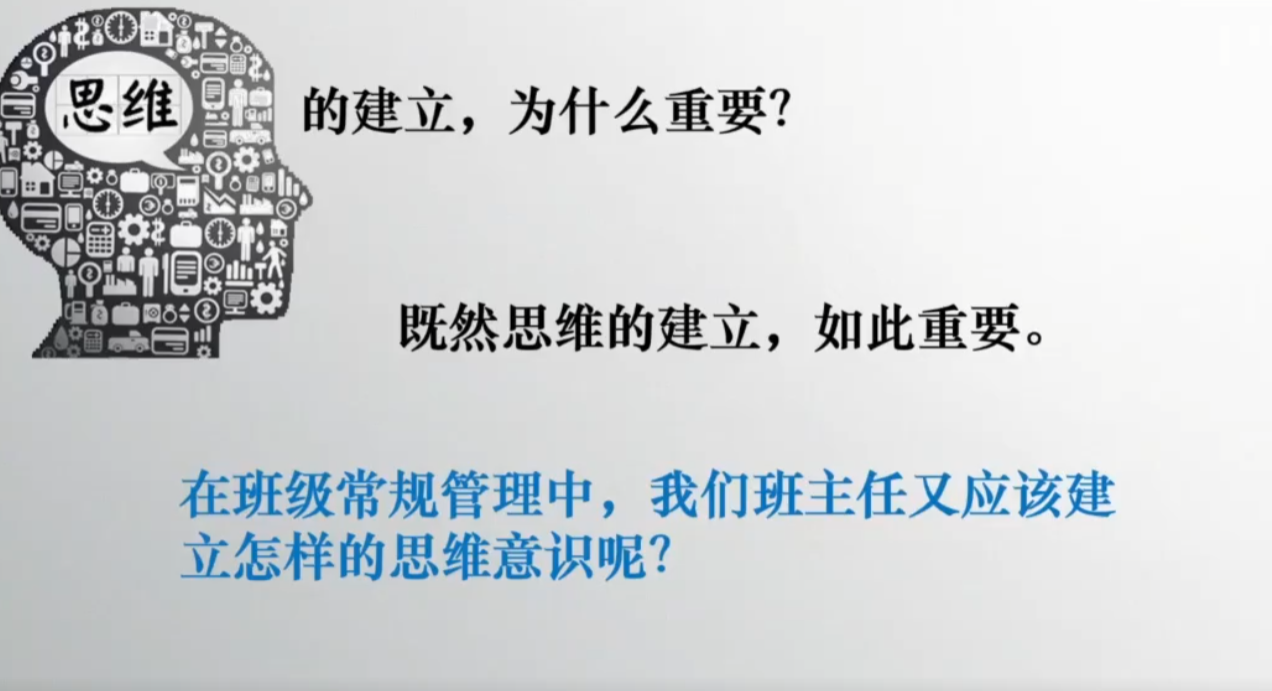 思维
的建立，为什么重要？
既然思维的建立，如此重要。
在班级常规管理中，我们班主任又应该建
立怎样的思维意识呢？